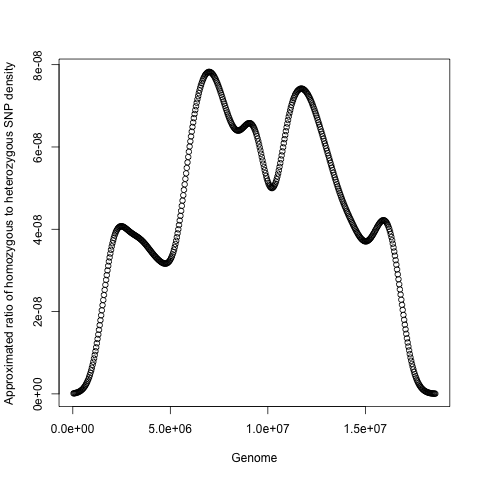 Approximated ratio of homozygous to heterozygous SNP density
8e-08
6e-08
4e-08
2e-08
0e+00
0.0e+00 5.0e+06 1.0e+07 1.5e+07
Genome